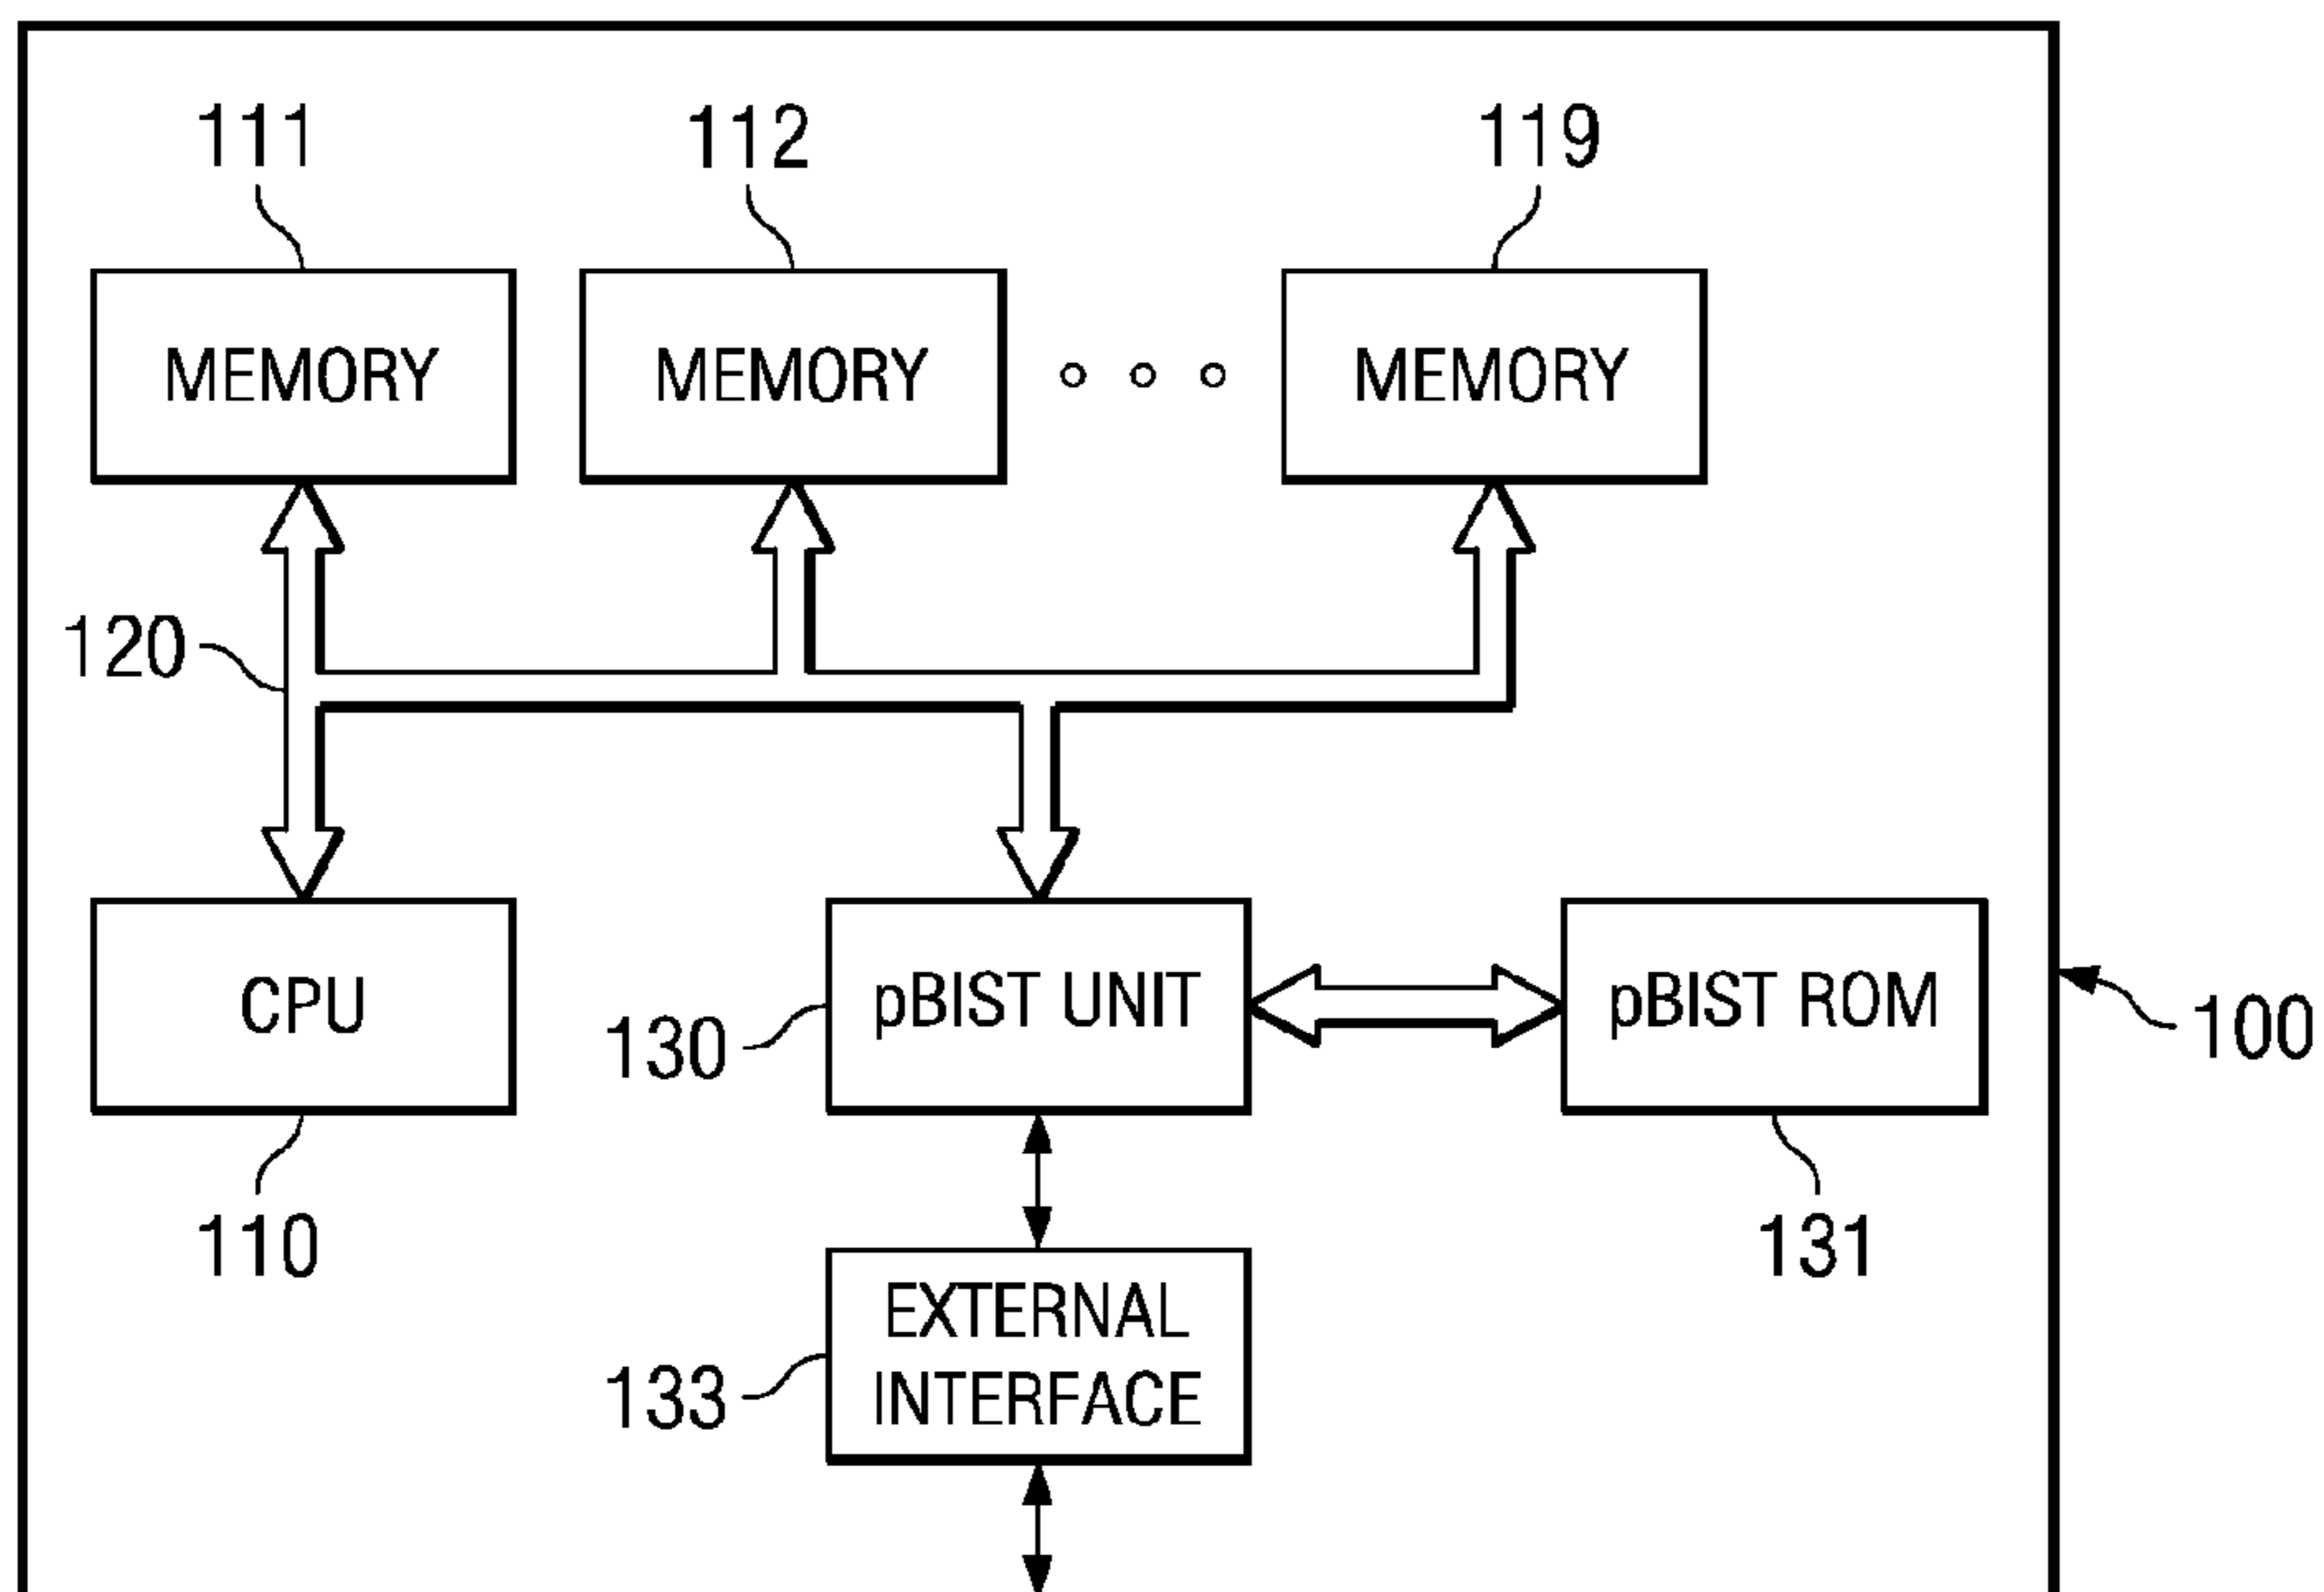 111
112
119
MEMORY
MEMORY
MEMORY
120
CPU
pBIST UNIT
pBIST ROM
130
100
110
131
EXTERNAL
INTERFACE
133